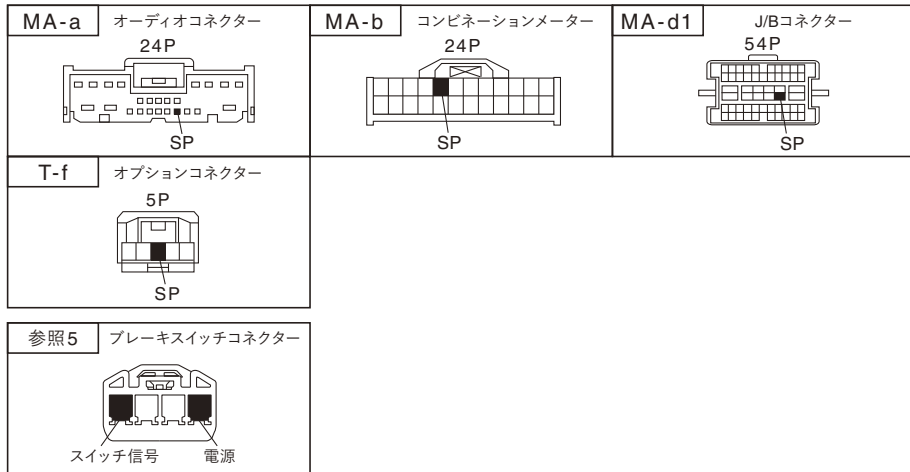 MA-a オーディオコネクター
24P
SP
MA-b コンビネーションメーター
24P
SP
MA-d1 J/Bコネクター
54P
SP
T-f オプションコネクター
5P
SP
参照5 ブレーキスイッチコネクター
スイッチ信号 電源